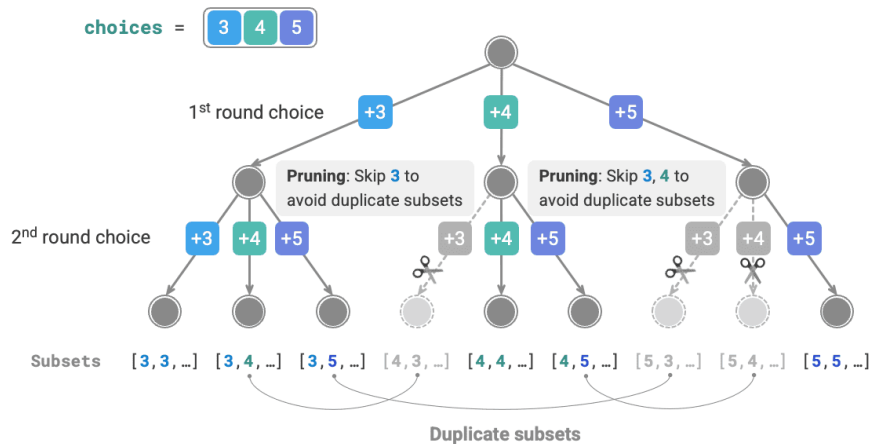 choices = 3 4 5
1st round choice +3 +4 +5
Pruning: Skip 3 to
avoid duplicate subsets
Pruning: Skip 3, 4 to
avoid duplicate subsets
2nd round choice +3 +4 +5 +3 +4 +5 +3 +4 +5
Subsets [3,3,…] [3,4,…] [3,5,…] [4,3,…] [4,4,…] [4,5,…] [5,3,…] [5,4,…] [5,5,…]
Duplicate subsets